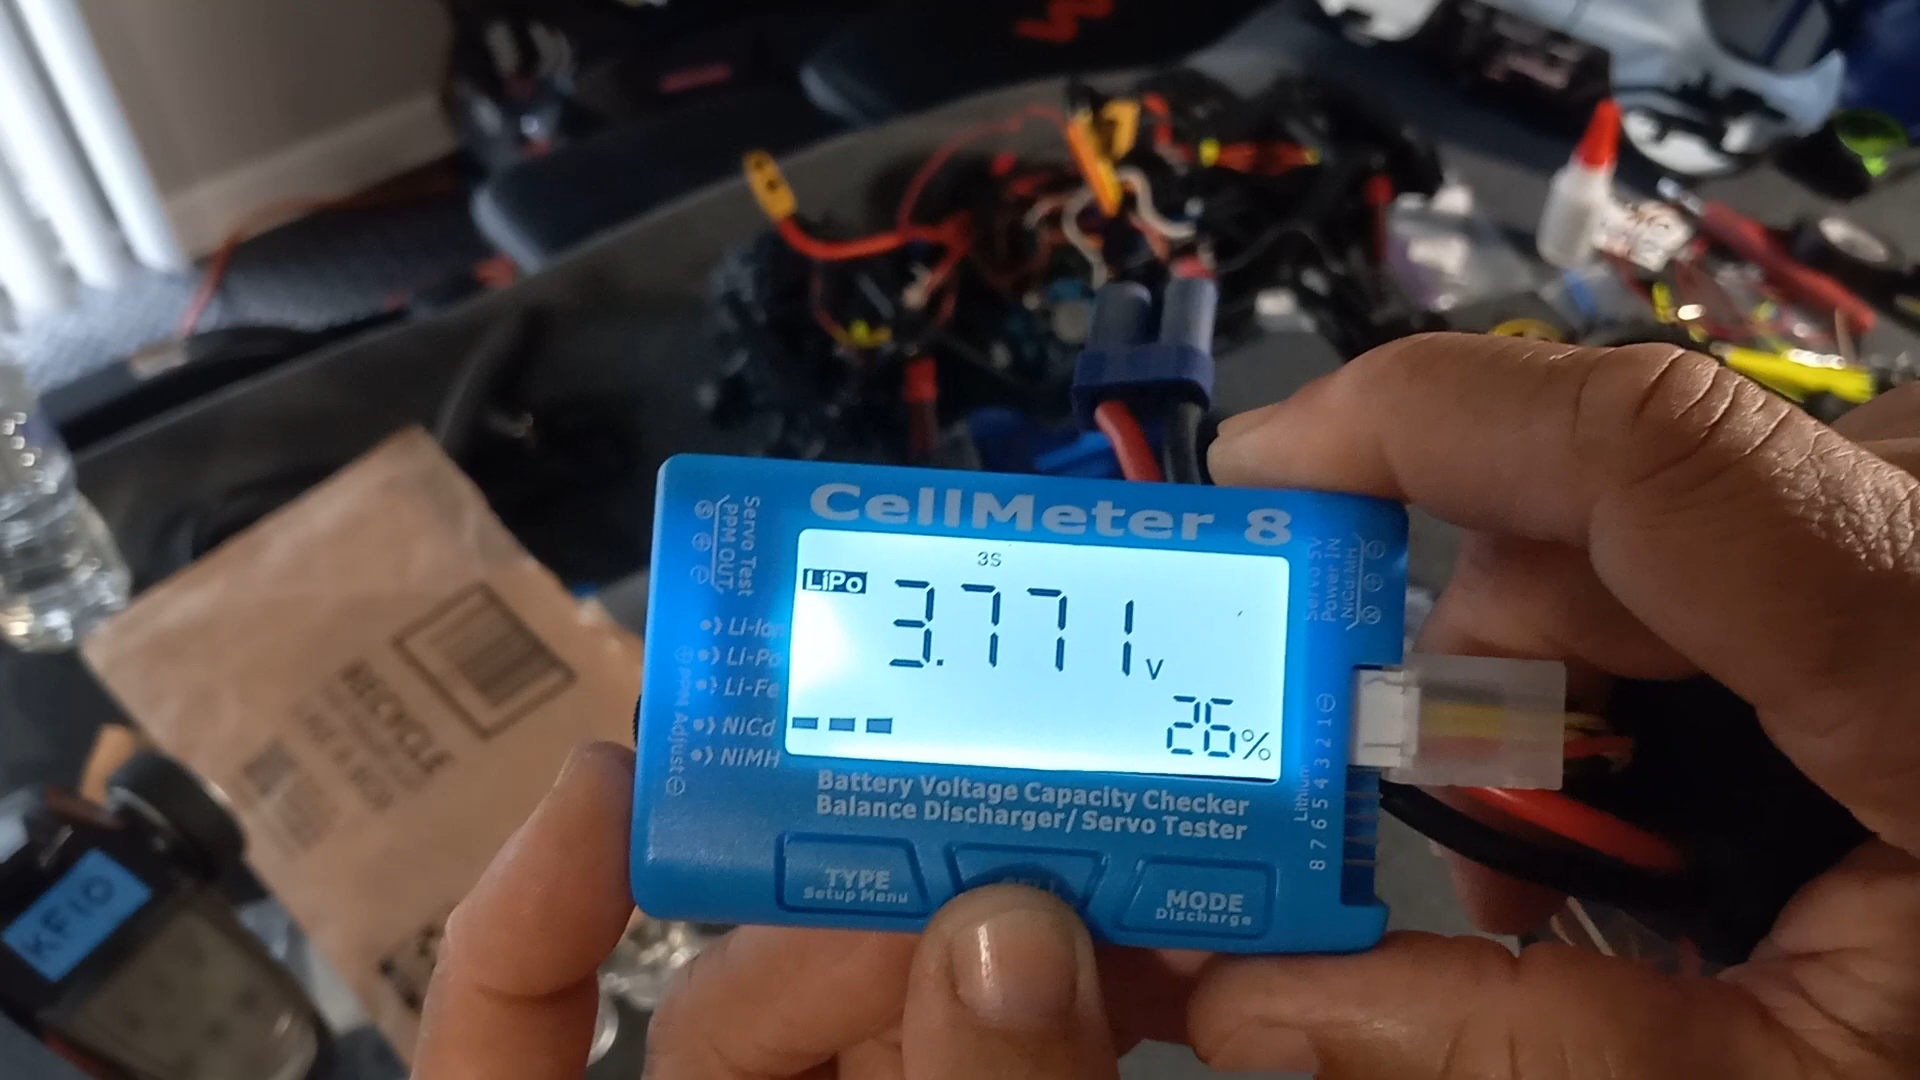 CellMeter 8
Servo Test
PPM OUT
3S
LiPo
3.771V
26%
Li-Ion
Li-Po
Li-Fe
NiCd
NiMH
PPM Adjust
Servo 5V
Power IN
NiCd/MH
Lithium
8 7 6 5 4 3 2 1
Battery Voltage Capacity Checker
Balance Discharger/Servo Tester
TYPE
Setup Menu
MODE
Discharge
RECYCLE
KF10